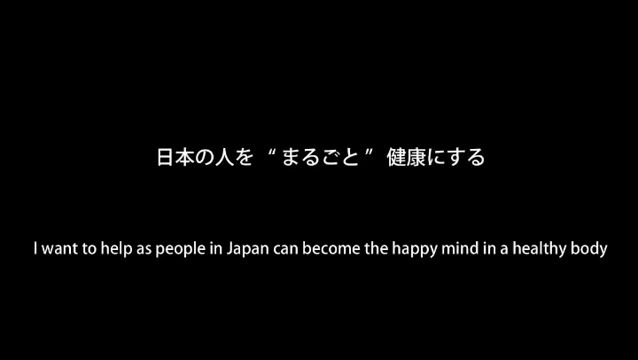 日本の人を “まるごと” 健康にする
I want to help as people in Japan can become the happy mind in a healthy body